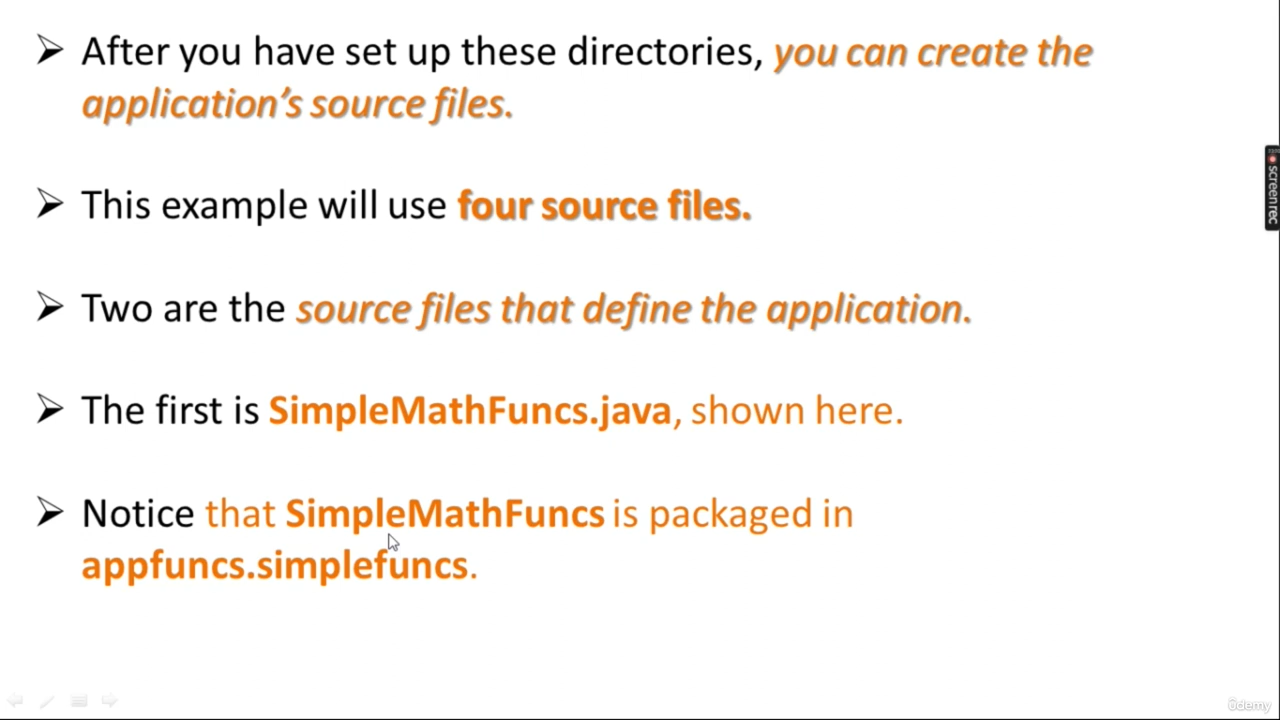 After you have set up these directories, you can create the
application's source files.
This example will use four source files.
Two are the source files that define the application.
The first is SimpleMathFuncs.java, shown here.
Notice that SimpleMathFuncs is packaged in
appfuncs.simplefuncs.
screenrec
ûdemy